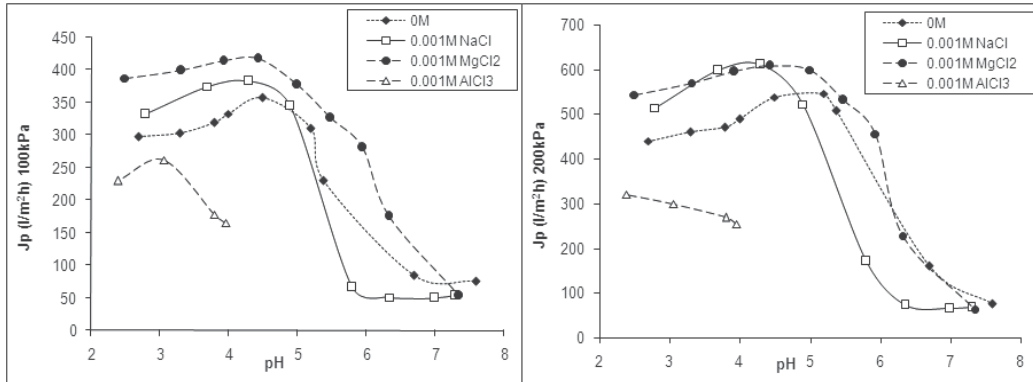 0M
0.001M NaCl
0.001M MgCl2
0.001M AlCl3
450
400
350
300
250
200
150
100
50
0
Jp (l/m²h) 100kPa
2 3 4 5 6 7 8
pH
0M
0.001M NaCl
0.001M MgCl2
0.001M AlCl3
700
600
500
400
300
200
100
0
Jp (l/m²h) 200kPa
2 3 4 5 6 7 8
pH